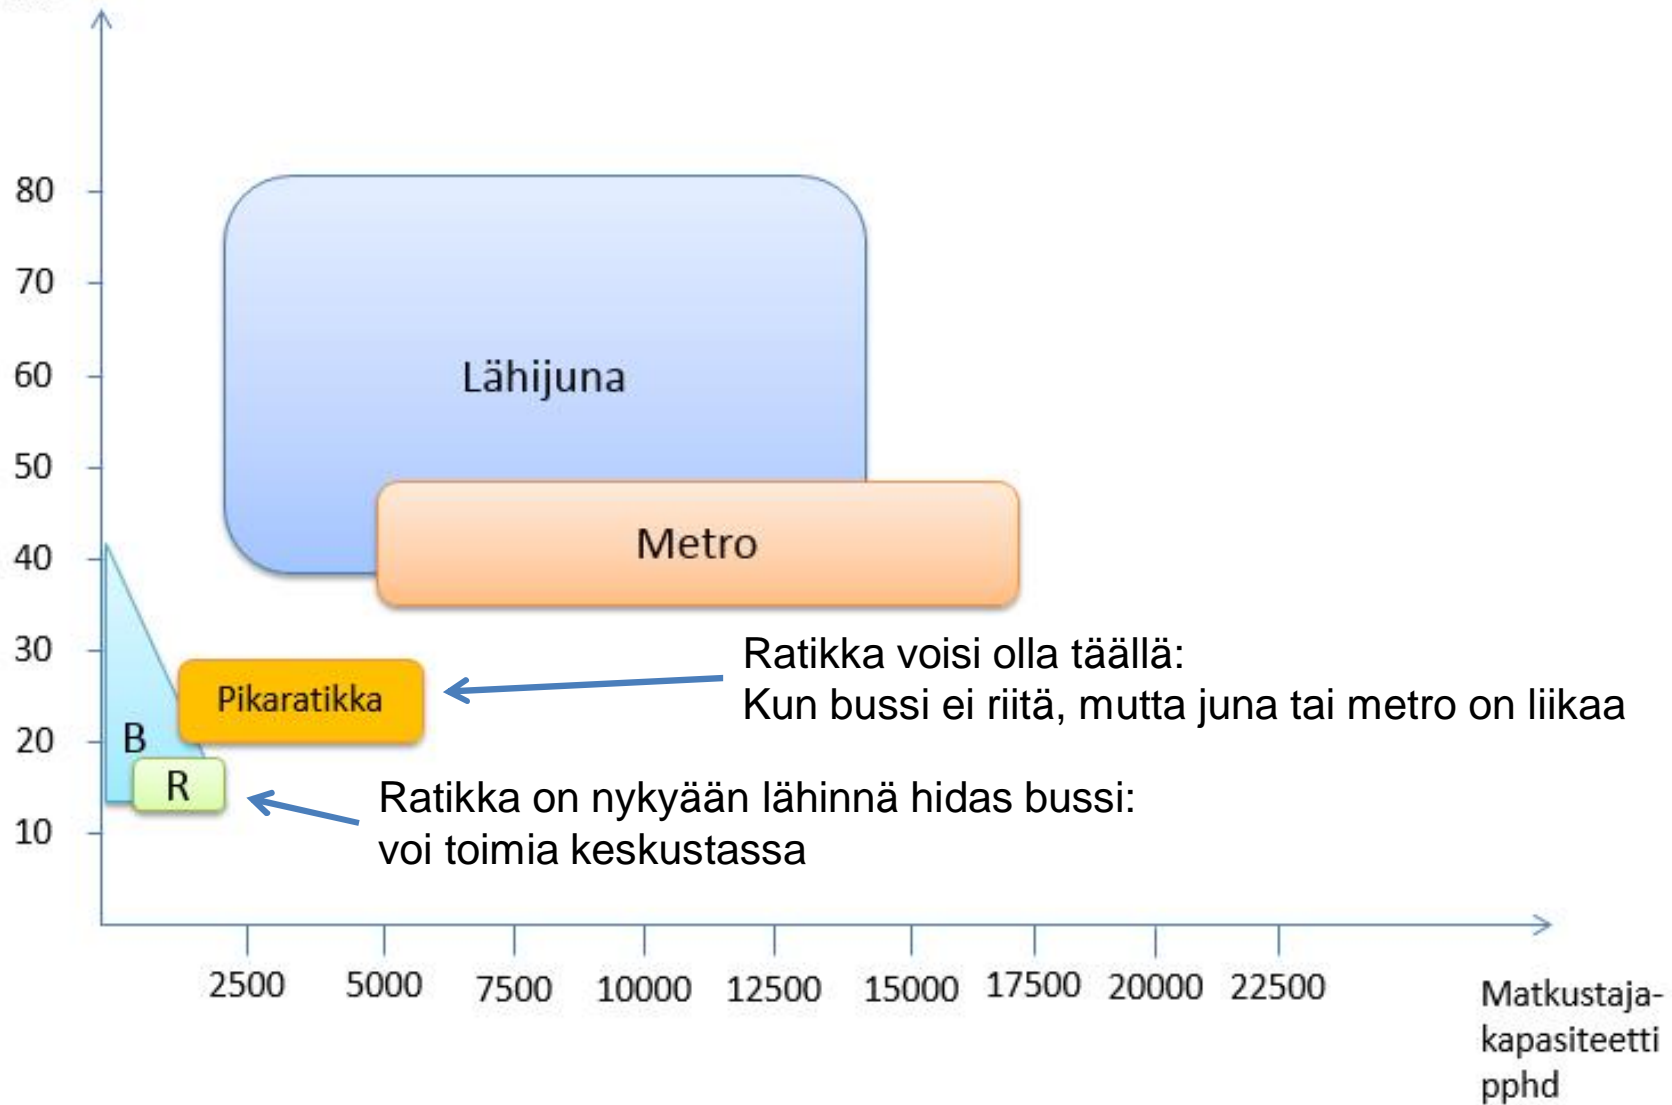 80
70
60
50
40
30
20
10
Lähijuna
Metro
Pikaratikka
B
R
Ratikka voisi olla täällä:
Kun bussi ei riitä, mutta juna tai metro on liikaa
Ratikka on nykyään lähinnä hidas bussi:
voi toimia keskustassa
2500 5000 7500 10000 12500 15000 17500 20000 22500
Matkustaja-
kapasiteetti
pphd